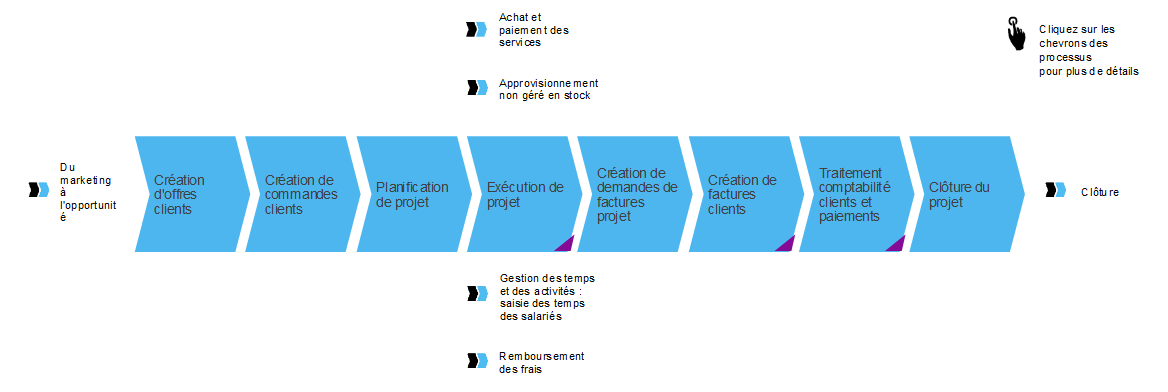 Achat et
paiement des
services
Cliquez sur les
chevrons des
processus
pour plus de détails
Approvisionnement
non géré en stock
Du
marketing
à
l'opportunit
é
Création
d'offres
clients
Création de
commandes
clients
Planification
de projet
Exécution de
projet
Création de
demandes de
factures
projet
Création de
factures
clients
Traitement
comptabilité
clients et
paiements
Clôture du
projet
Clôture
Gestion des temps
et des activités :
saisie des temps
des salariés
Remboursement
des frais